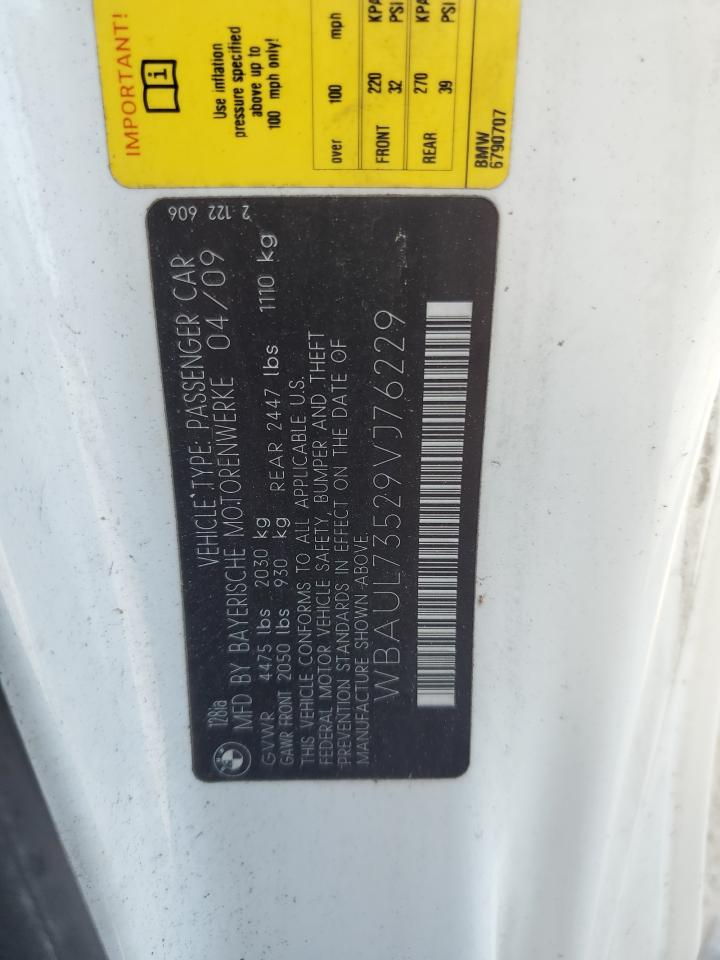 IMPORTANT!
Use inflation
pressure specified
above up to
100 mph only!
over 100 mph
FRONT 220 KPA
32 PSI
REAR 270 KPA
39 PSI
BMW
6790707
128ia
2 122 606
VEHICLE TYPE: PASSENGER CAR
MFD BY BAYERISCHE MOTORENWERKE 04/09
GVWR 4475 lbs 2030 kg
GAWR FRONT 2050 lbs 930 kg REAR 2447 lbs 1110 kg
THIS VEHICLE CONFORMS TO ALL APPLICABLE U.S.
FEDERAL MOTOR VEHICLE SAFETY, BUMPER AND THEFT
PREVENTION STANDARDS IN EFFECT ON THE DATE OF
MANUFACTURE SHOWN ABOVE.
WBAUL73529VJ76229